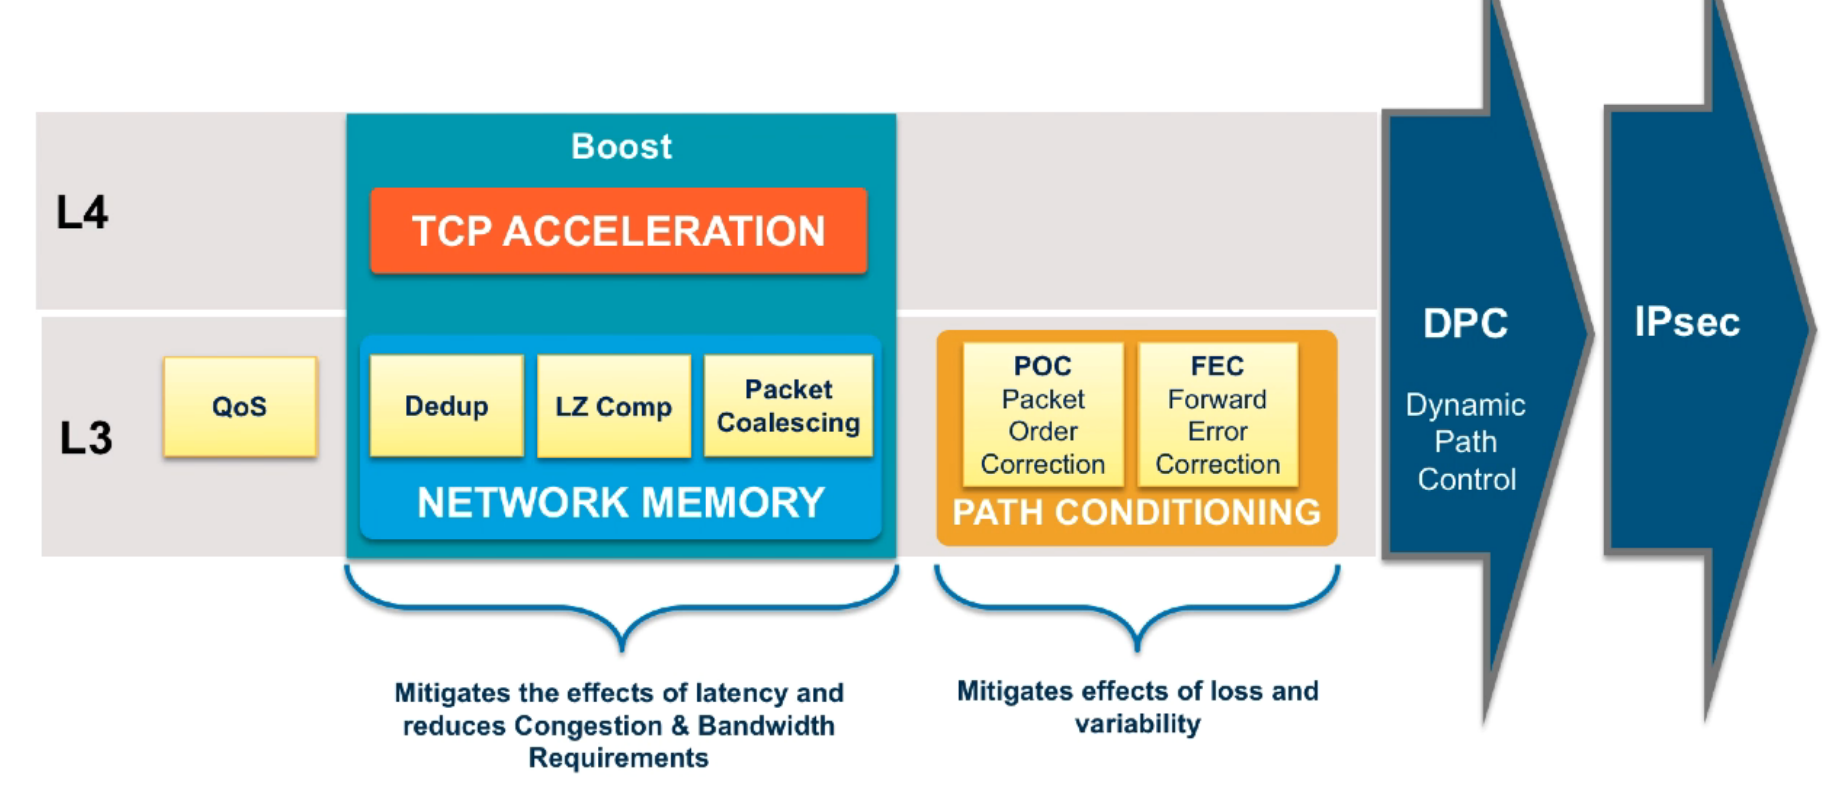 L4
Boost
TCP ACCELERATION
L3
QoS
Dedup
LZ Comp
Packet
Coalescing
NETWORK MEMORY
POC
Packet
Order
Correction
FEC
Forward
Error
Correction
PATH CONDITIONING
DPC
Dynamic
Path
Control
IPsec
Mitigates the effects of latency and
reduces Congestion & Bandwidth
Requirements
Mitigates effects of loss and
variability